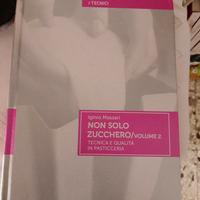 I TECNICI
Iginio Massari
NON SOLO
ZUCCHERO/VOLUME 2
TECNICA E QUALITÀ
IN PASTICCERIA